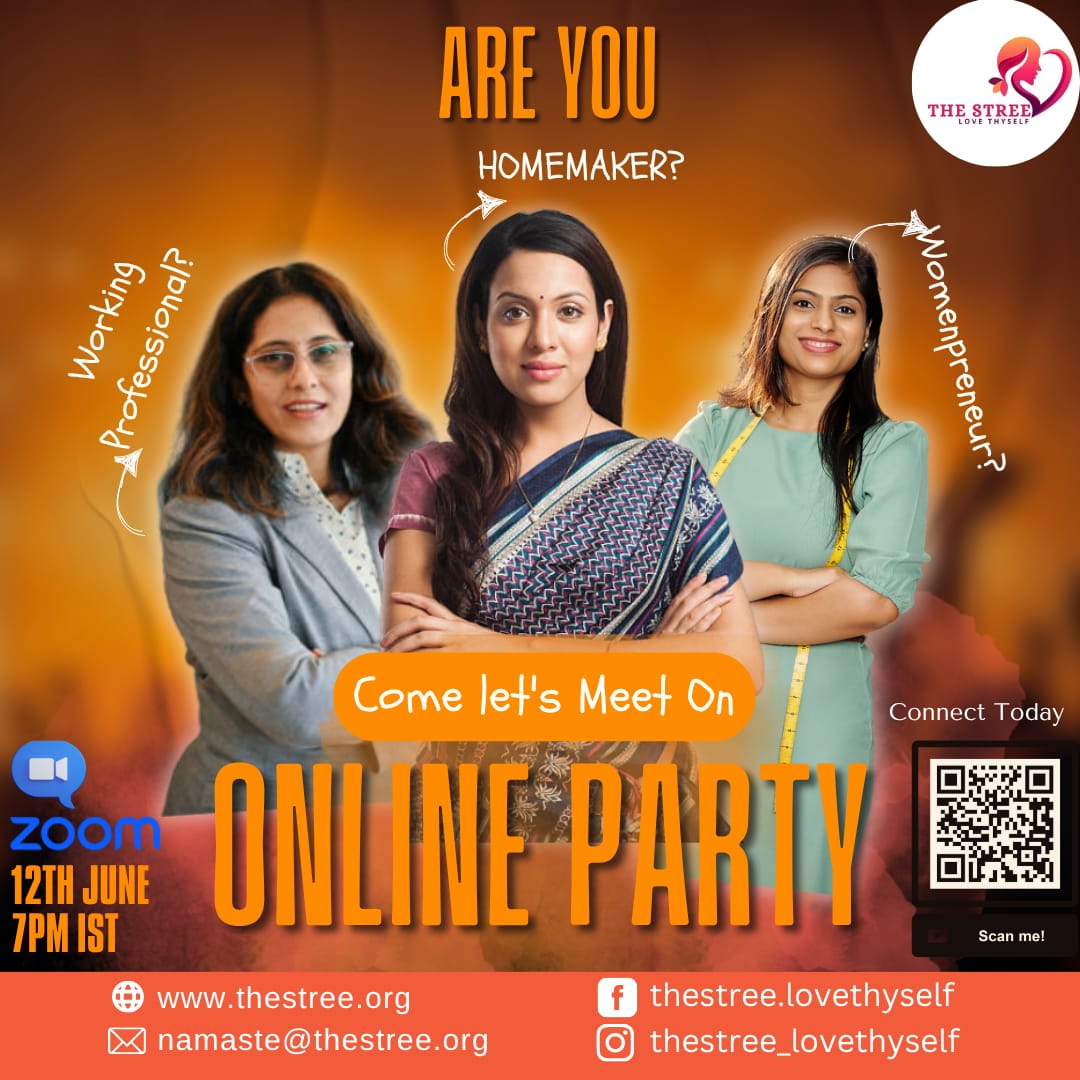 ARE YOU
THE STREE
LOVE THYSELF
HOMEMAKER?
Working
Professional?
Womenpreneur?
Come let's Meet On
Connect Today
zoom
ONLINE PARTY
12TH JUNE
7PM IST
Scan me!
www.thestree.org
thestree.lovethyself
namaste@thestree.org
thestree_lovethyself